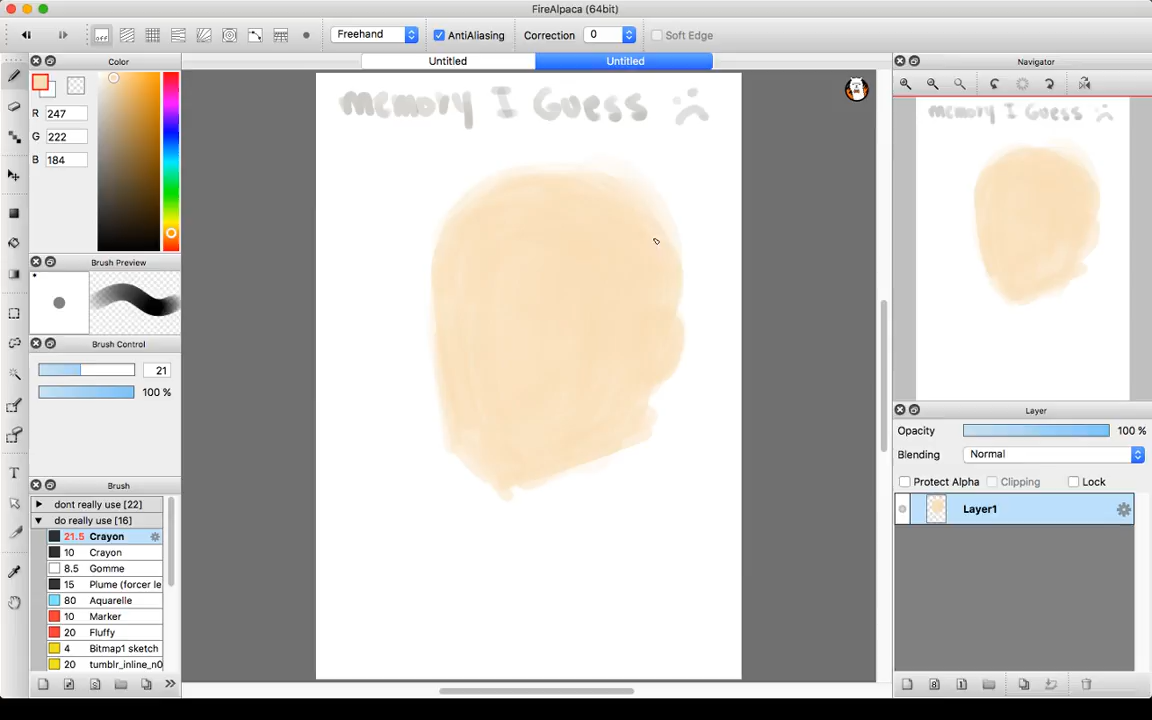 FireAlpaca (64bit)
off
Freehand
AntiAliasing
Correction
0
Soft Edge
Color
Untitled
Untitled
Navigator
R 247
G 222
B 184
memory I Guess :(
memory I Guess :(
Brush Preview
*
Brush Control
21
100 %
Brush
dont really use [22]
do really use [16]
21.5 Crayon
10 Crayon
8.5 Gomme
15 Plume (forcer le
80 Aquarelle
10 Marker
20 Fluffy
4 Bitmap1 sketch
20 tumblr_inline_n0
T
Layer
Opacity 100 %
Blending Normal
Protect Alpha
Clipping
Lock
Layer1
8
1